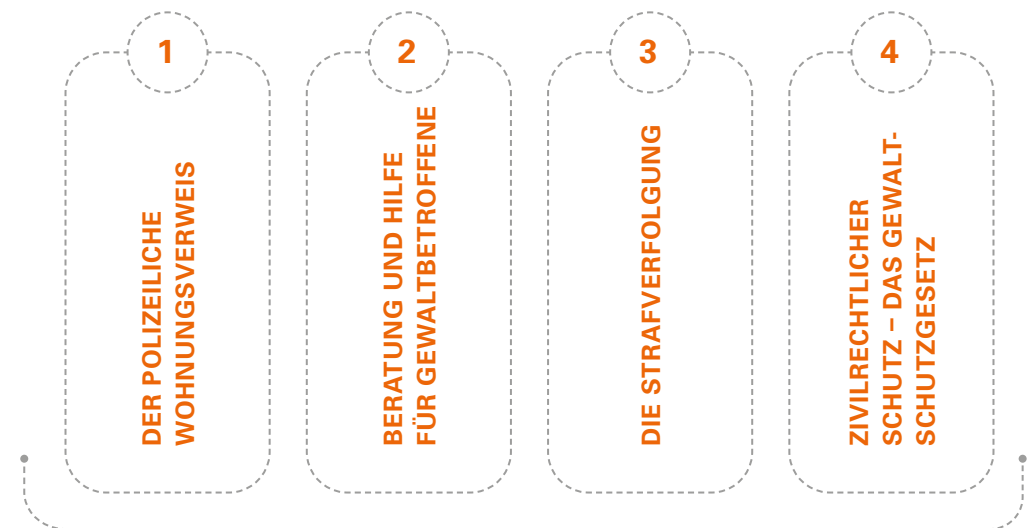 1
DER POLIZEILICHE
WOHNUNGSVERWEIS
2
BERATUNG UND HILFE
FÜR GEWALTBETROFFENE
3
DIE STRAFVERFOLGUNG
4
ZIVILRECHTLICHER
SCHUTZ – DAS GEWALT-
SCHUTZGESETZ